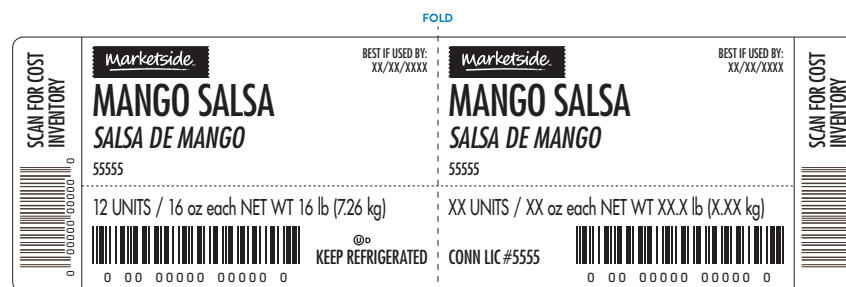 FOLD
SCAN FOR COST
INVENTORY
0 00 00000 00000 0
Marketside™
BEST IF USED BY:
XX/XX/XXXX
MANGO SALSA
SALSA DE MANGO
55555
12 UNITS / 16 oz each NET WT 16 lb (7.26 kg)
0 00 00000 00000 0
UD
KEEP REFRIGERATED
Marketside™
BEST IF USED BY:
XX/XX/XXXX
MANGO SALSA
SALSA DE MANGO
55555
XX UNITS / XX oz each NET WT XX.X lb (X.XX kg)
CONN LIC #5555
0 00 00000 00000 0
SCAN FOR COST
INVENTORY